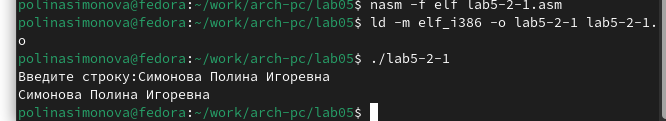 polinasimonova@fedora:~/work/arch-pc/lab05$ nasm -f elf lab5-2-1.asm
polinasimonova@fedora:~/work/arch-pc/lab05$ ld -m elf_i386 -o lab5-2-1 lab5-2-1.
o
polinasimonova@fedora:~/work/arch-pc/lab05$ ./lab5-2-1
Введите строку:Симонова Полина Игоревна
Симонова Полина Игоревна
polinasimonova@fedora:~/work/arch-pc/lab05$